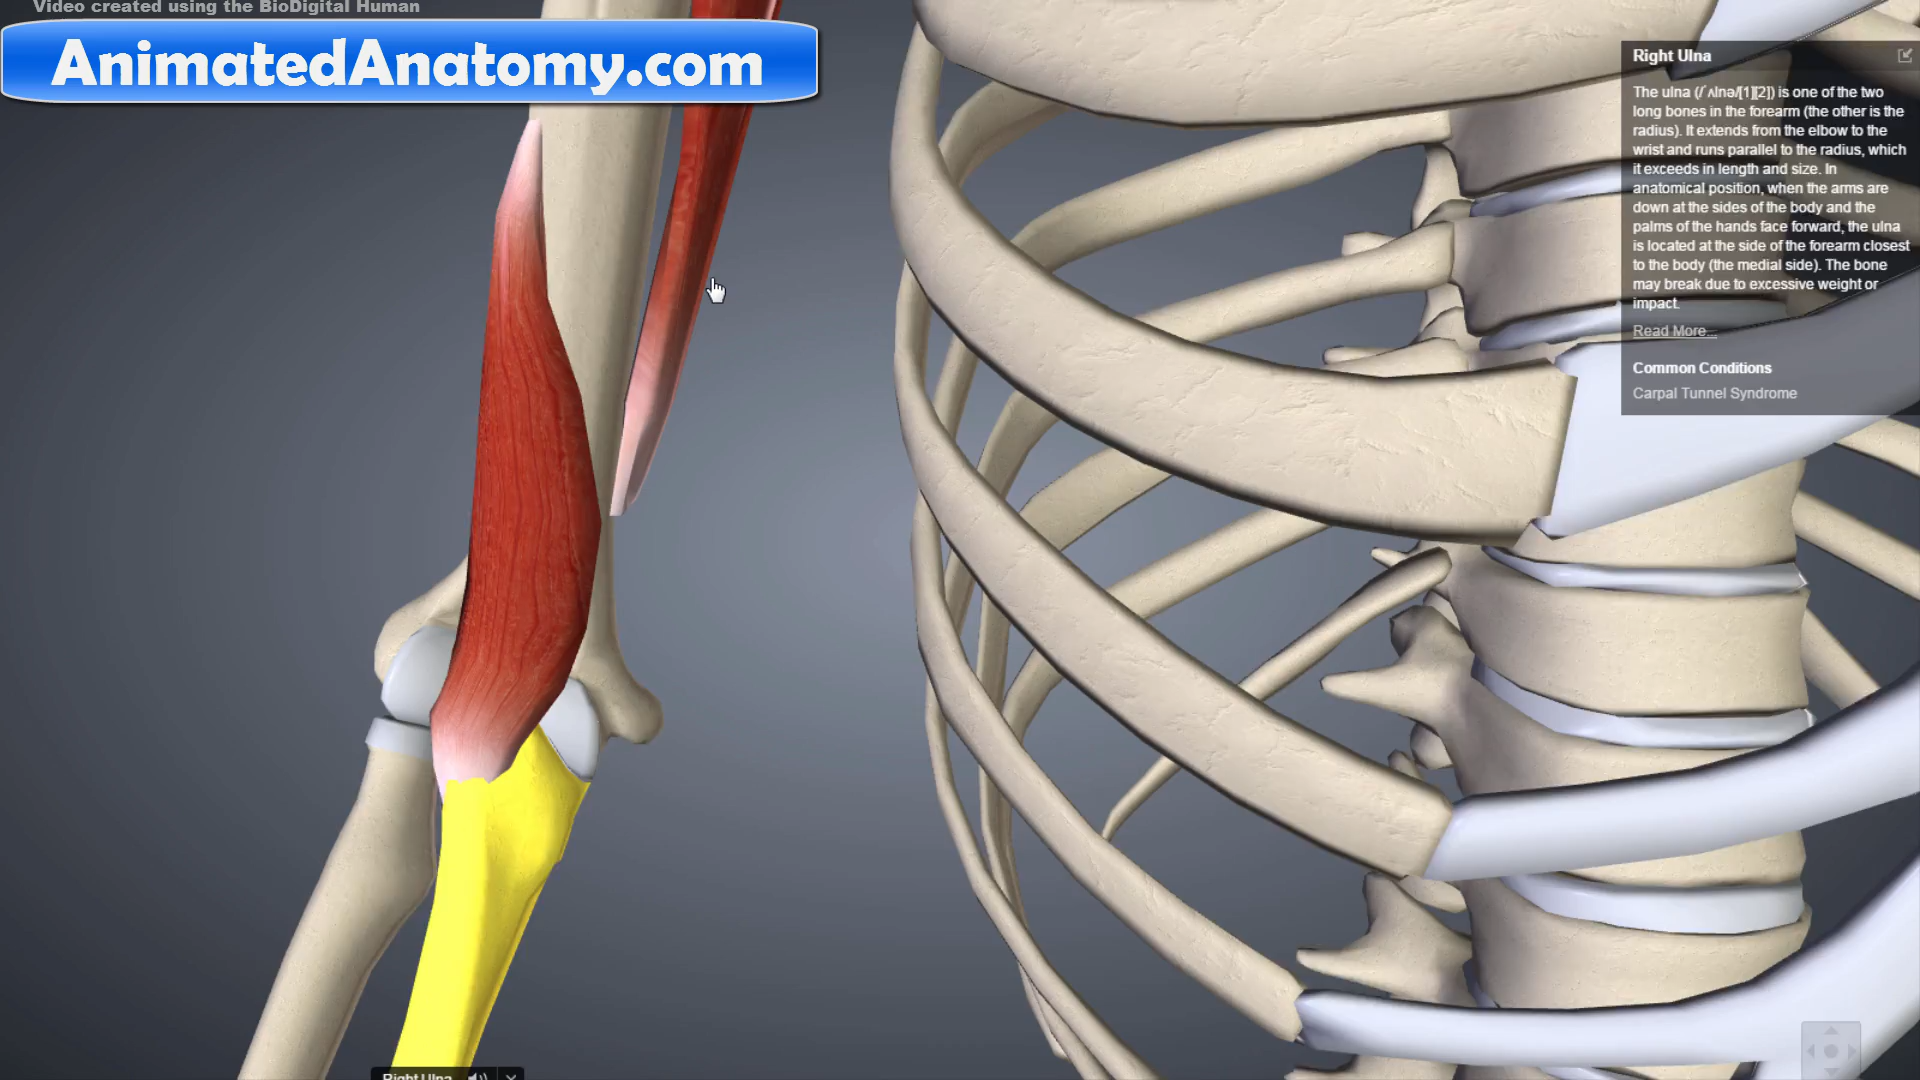 Video created using the BioDigital Human
AnimatedAnatomy.com
Right Ulna
The ulna (/ˈʌlnə/[1][2]) is one of the two
long bones in the forearm (the other is the
radius). It extends from the elbow to the
wrist and runs parallel to the radius, which
it exceeds in length and size. In
anatomical position, when the arms are
down at the sides of the body and the
palms of the hands face forward, the ulna
is located at the side of the forearm closest
to the body (the medial side). The bone
may break due to excessive weight or
impact.
Read More...
Common Conditions
Carpal Tunnel Syndrome
Right Ulna